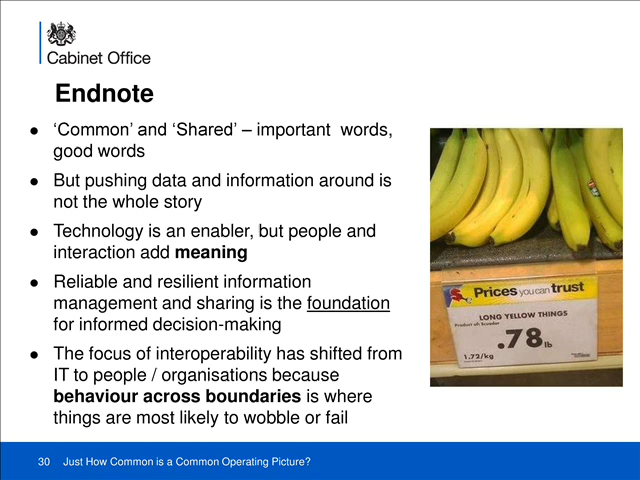 Cabinet Office
Endnote
● ‘Common’ and ‘Shared’ – important words,
good words
● But pushing data and information around is
not the whole story
● Technology is an enabler, but people and
interaction add meaning
● Reliable and resilient information
management and sharing is the foundation
for informed decision-making
● The focus of interoperability has shifted from
IT to people / organisations because
behaviour across boundaries is where
things are most likely to wobble or fail
Prices you can trust
LONG YELLOW THINGS
Product of: Ecuador
.78 lb
1.72/kg
30 Just How Common is a Common Operating Picture?